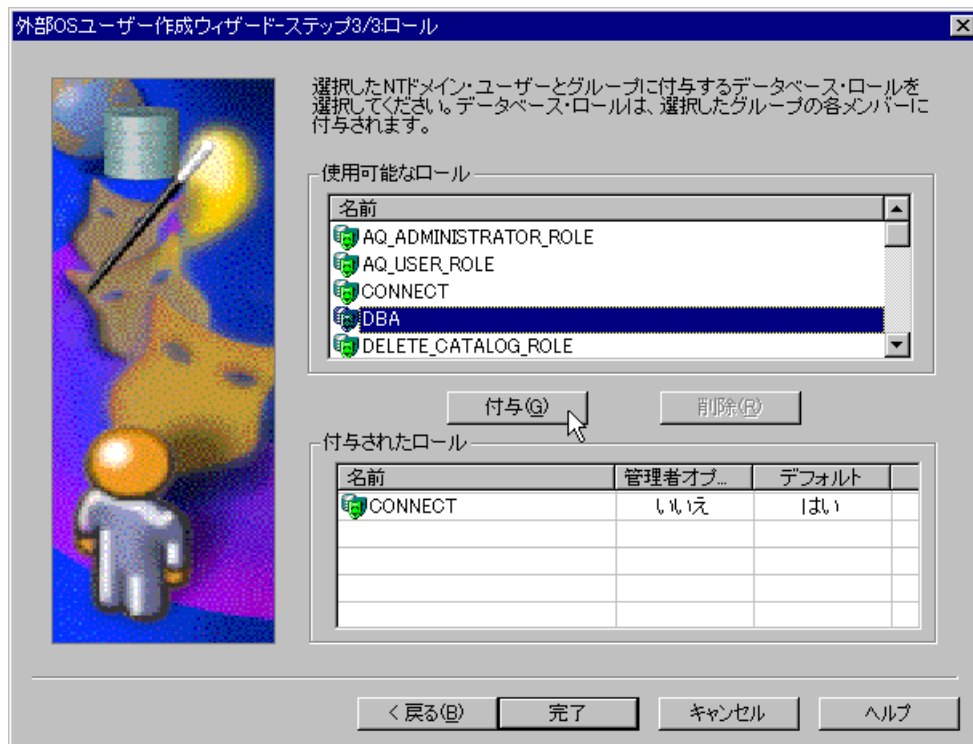 外部OSユーザー作成ウィザード-ステップ3/3:ロール
選択したNTドメイン・ユーザーとグループに付与するデータベース・ロールを
選択してください。データベース・ロールは、選択したグループの各メンバーに
付与されます。
使用可能なロール
名前
AQ_ADMINISTRATOR_ROLE
AQ_USER_ROLE
CONNECT
DBA
DELETE_CATALOG_ROLE
付与(G) 削除(R)
付与されたロール
名前 管理者オプ... デフォルト
CONNECT いいえ はい
< 戻る(B) 完了 キャンセル ヘルプ